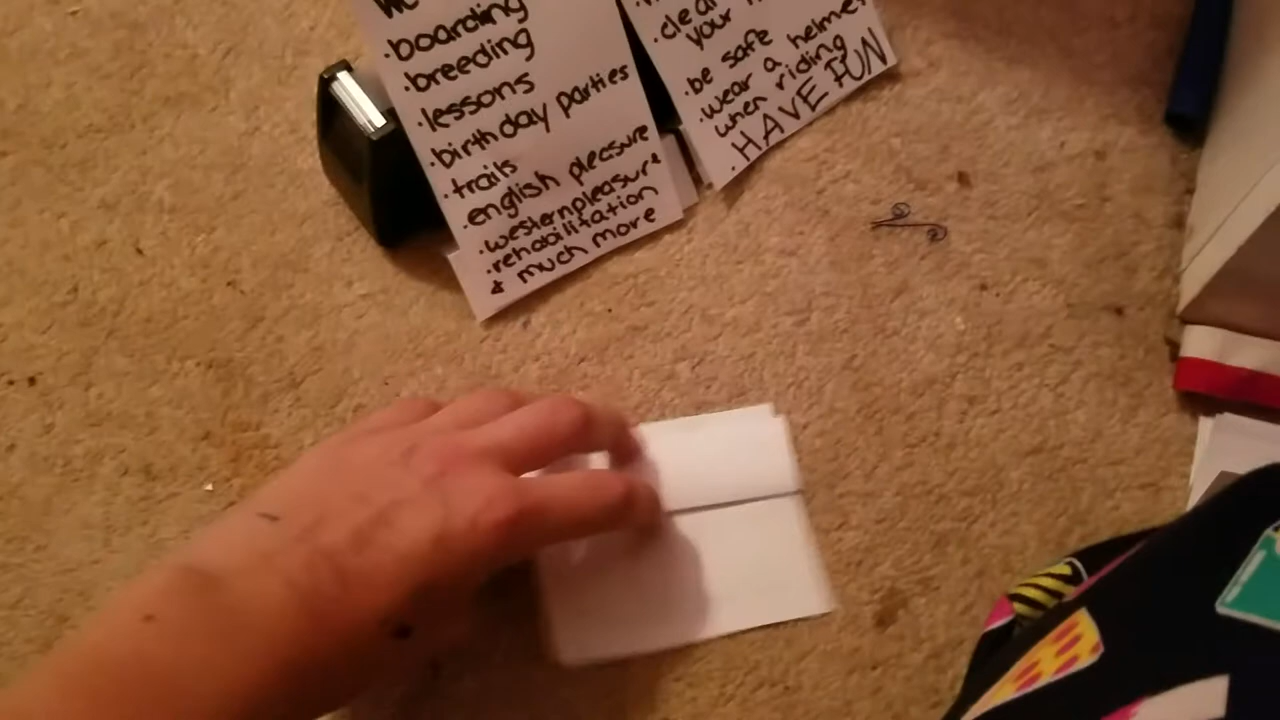 ·boarding
·breeding
·lessons
·birthday parties
·trails
·english pleasure
·western pleasure
·rehabilitation
& much more
your
·be safe
·wear a helmet
when riding
·HAVE FUN